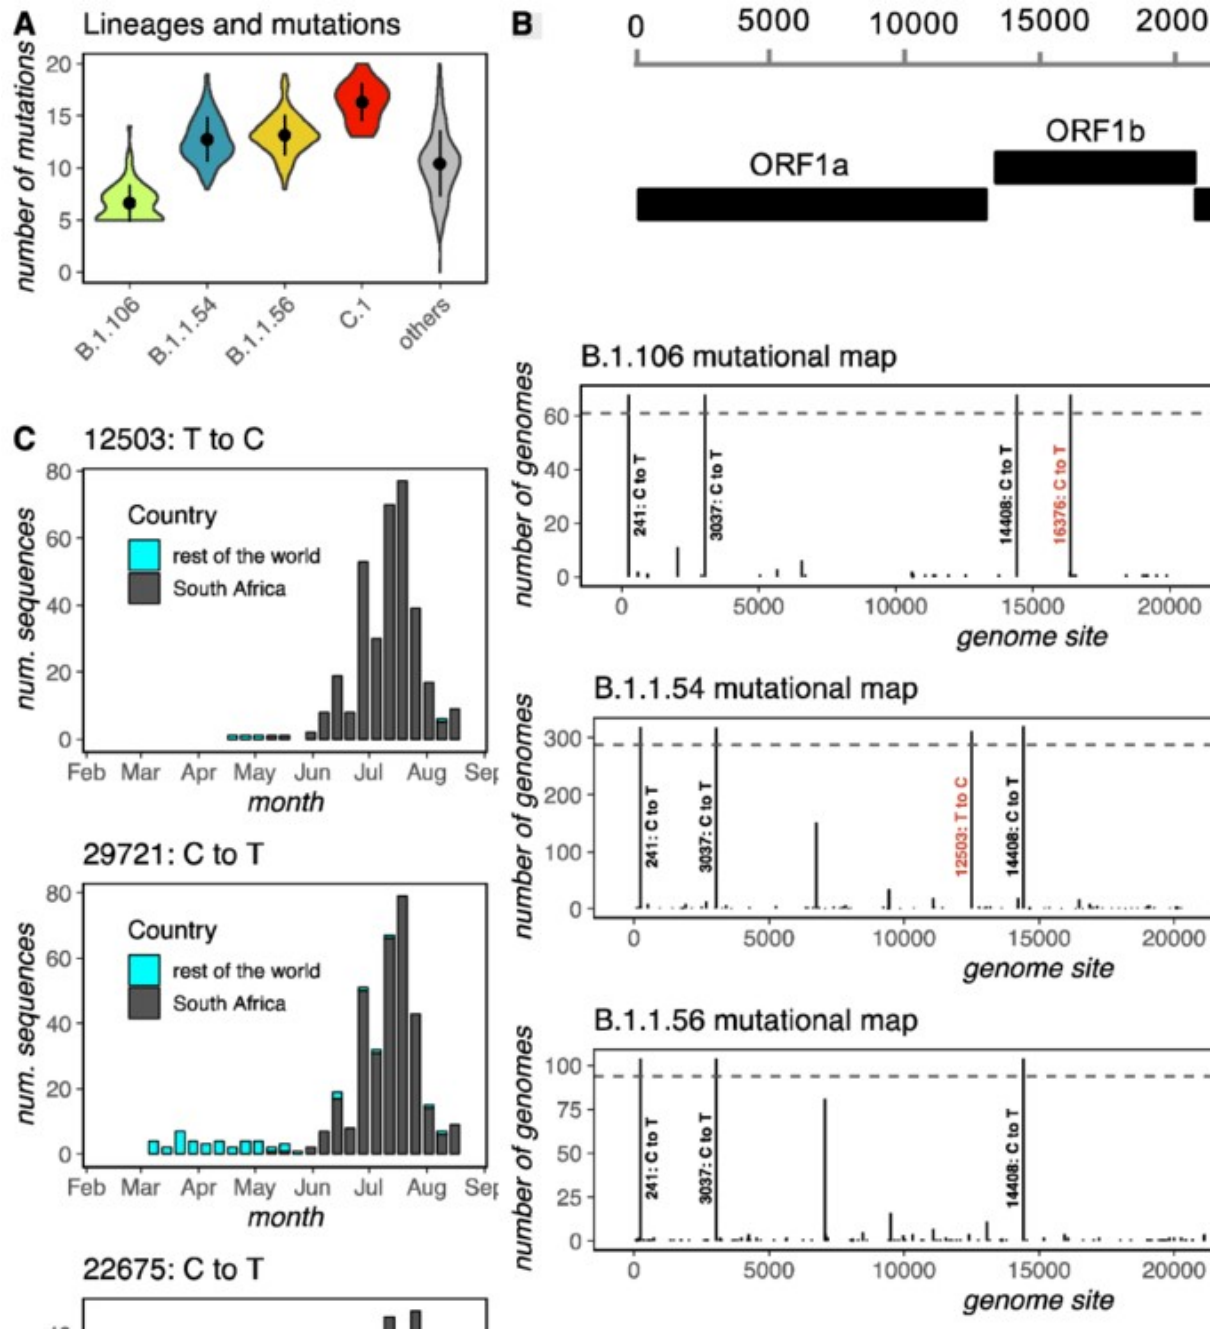 A
Lineages and mutations
number of mutations
20
15
10
5
0
B.1.106
B.1.1.54
B.1.1.56
C.1
others
B
0 5000 10000 15000 2000
ORF1a
ORF1b
B.1.106 mutational map
number of genomes
60
40
20
0
241: C to T
3037: C to T
14408: C to T
16376: C to T
0 5000 10000 15000 20000
genome site
B.1.1.54 mutational map
number of genomes
300
200
100
0
241: C to T
3037: C to T
12503: T to C
14408: C to T
0 5000 10000 15000 20000
genome site
B.1.1.56 mutational map
number of genomes
100
75
50
25
0
241: C to T
3037: C to T
14408: C to T
0 5000 10000 15000 20000
genome site
C
12503: T to C
num. sequences
80
60
40
20
0
Country
rest of the world
South Africa
Feb Mar Apr May Jun Jul Aug Sep
month
29721: C to T
num. sequences
80
60
40
20
0
Country
rest of the world
South Africa
Feb Mar Apr May Jun Jul Aug Sep
month
22675: C to T